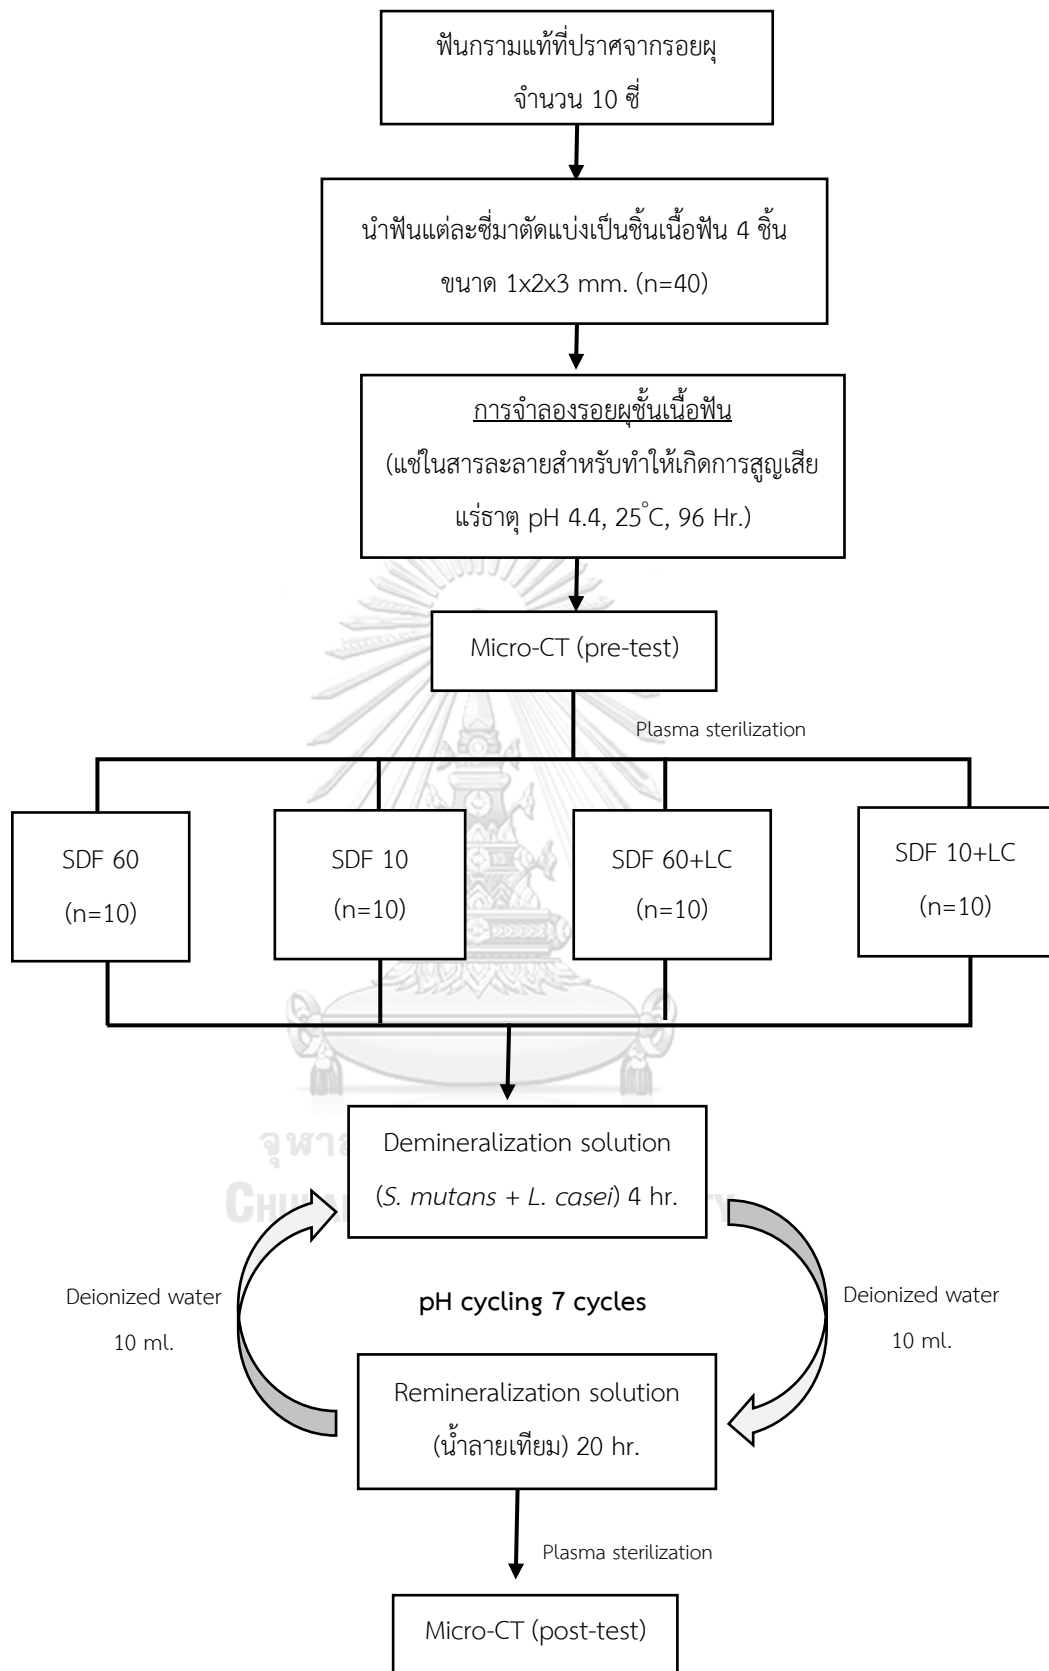 ฟันกรามแท้ที่ปราศจากรอยผุ
จำนวน 10 ซี่
นำฟันแต่ละซี่มาตัดแบ่งเป็นชิ้นเนื้อฟัน 4 ชิ้น
ขนาด 1x2x3 mm. (n=40)
การจำลองรอยผุชั้นเนื้อฟัน
(แช่ในสารละลายสำหรับทำให้เกิดการสูญเสีย
แร่ธาตุ pH 4.4, 25°C, 96 Hr.)
Micro-CT (pre-test)
Plasma sterilization
SDF 60
(n=10)
SDF 10
(n=10)
SDF 60+LC
(n=10)
SDF 10+LC
(n=10)
Demineralization solution
(S. mutans + L. casei) 4 hr.
Deionized water
10 ml.
pH cycling 7 cycles
Deionized water
10 ml.
Remineralization solution
(น้ำลายเทียม) 20 hr.
Plasma sterilization
Micro-CT (post-test)